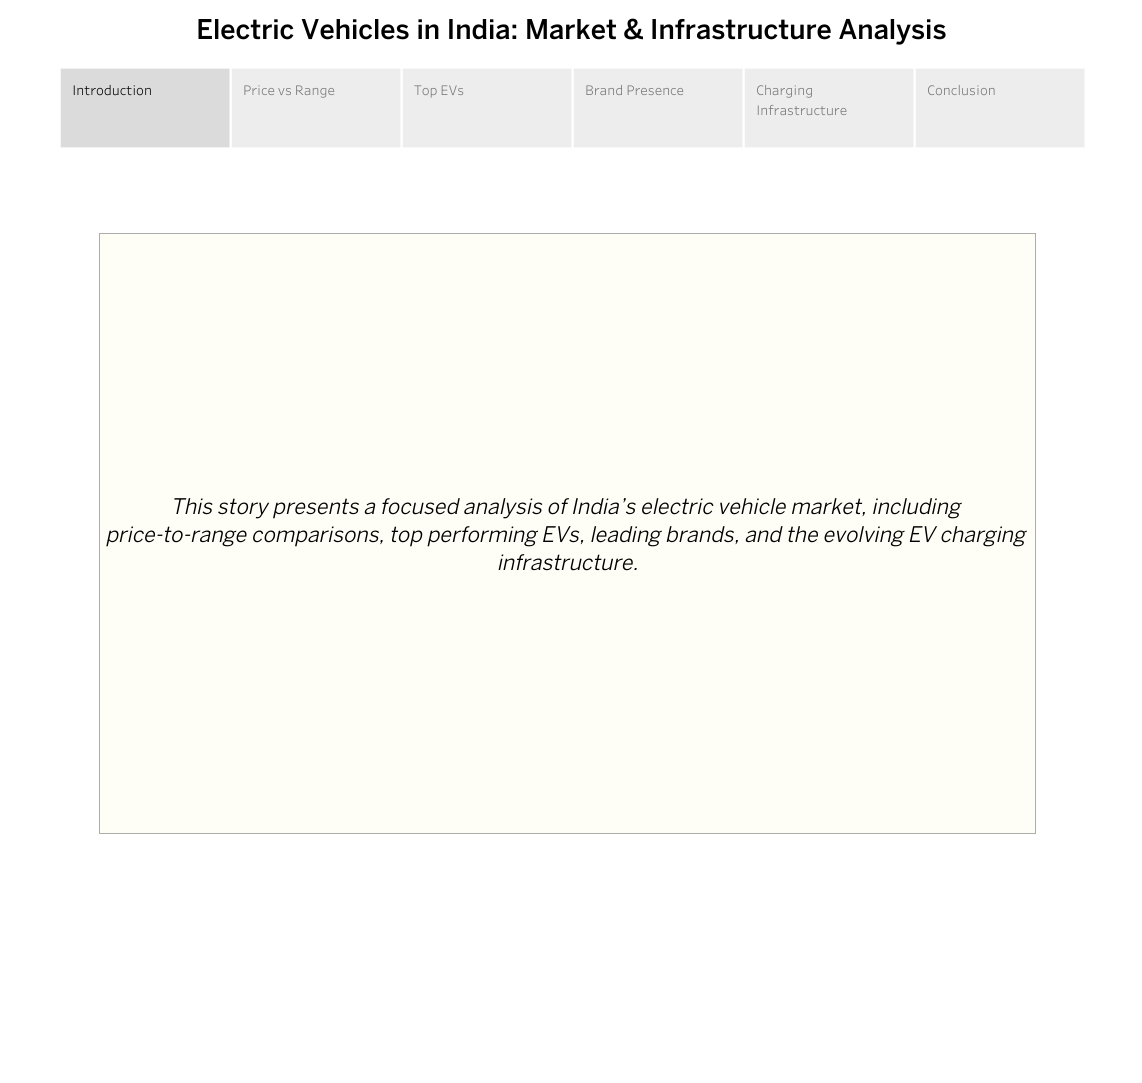 Electric Vehicles in India: Market & Infrastructure Analysis
Introduction
Price vs Range
Top EVs
Brand Presence
Charging
Infrastructure
Conclusion
This story presents a focused analysis of India’s electric vehicle market, including
price-to-range comparisons, top performing EVs, leading brands, and the evolving EV charging
infrastructure.